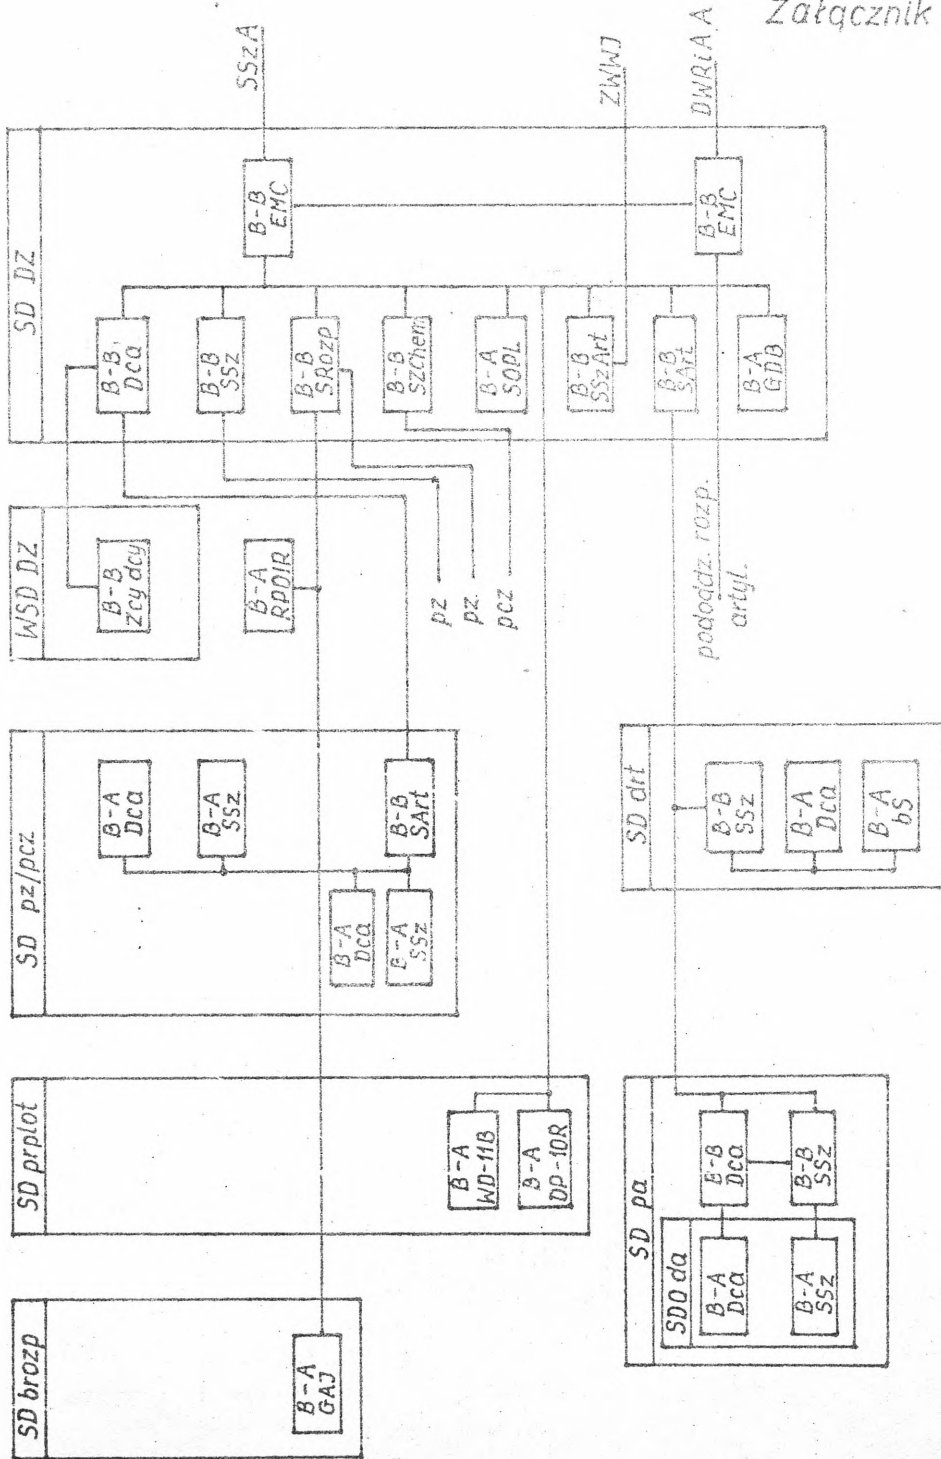 Załącznik
SD DZ
B-B
Dca
B-B
SSz
B-B
SRozp
B-B
SzChem
B-A
SOPL
B-B
SSzArt
B-B
SArt
B-A
GDB
B-B
EMC
B-B
EMC
SSzA
ZWWJ
DWRiA A
WSD DZ
B-B
Zcy dcy
B-A
RPDIR
pz
pz
pcz
pododdz. rozp.
artyl.
SD pz/pcz
B-A
Dca
B-A
SSz
B-B
SArt
B-A
Dca
B-A
SSz
SD drt
B-B
SSz
B-A
Dca
B-A
bS
SD prplot
B-A
WD-11B
B-A
DP-10R
SD pa
B-B
Dca
B-B
SSz
SDO da
B-A
Dca
B-A
SSz
SD brozp
B-A
GAJ